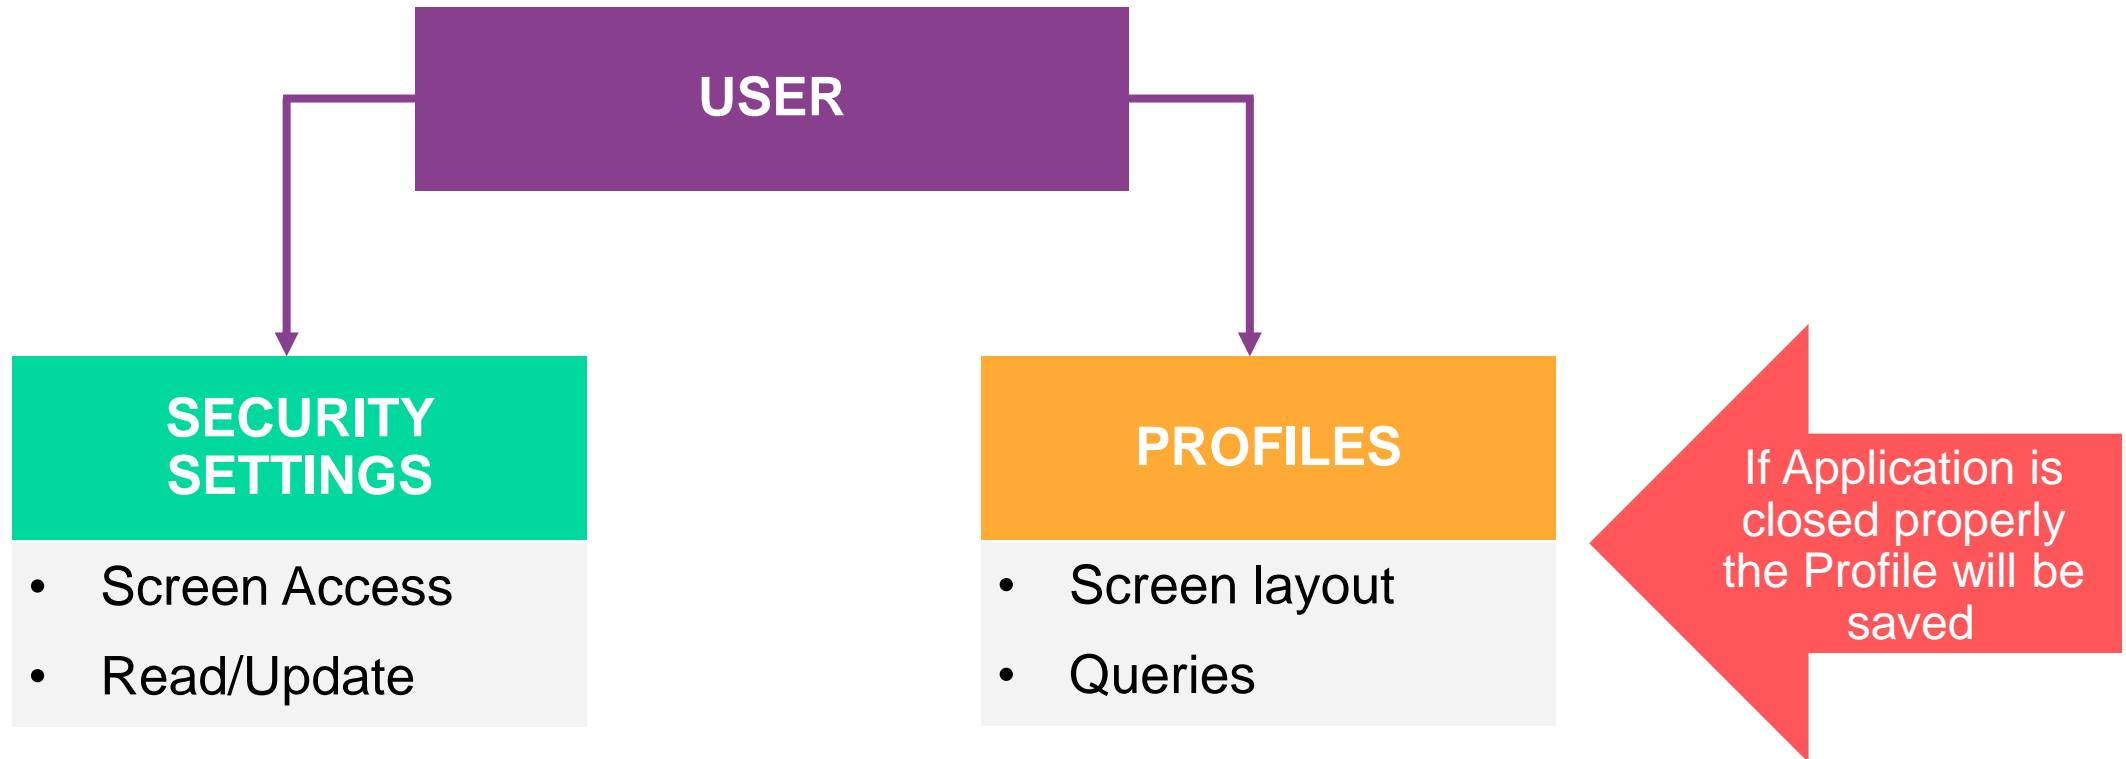 USER
SECURITY
SETTINGS
• Screen Access
• Read/Update
PROFILES
• Screen layout
• Queries
If Application is
closed properly
the Profile will be
saved